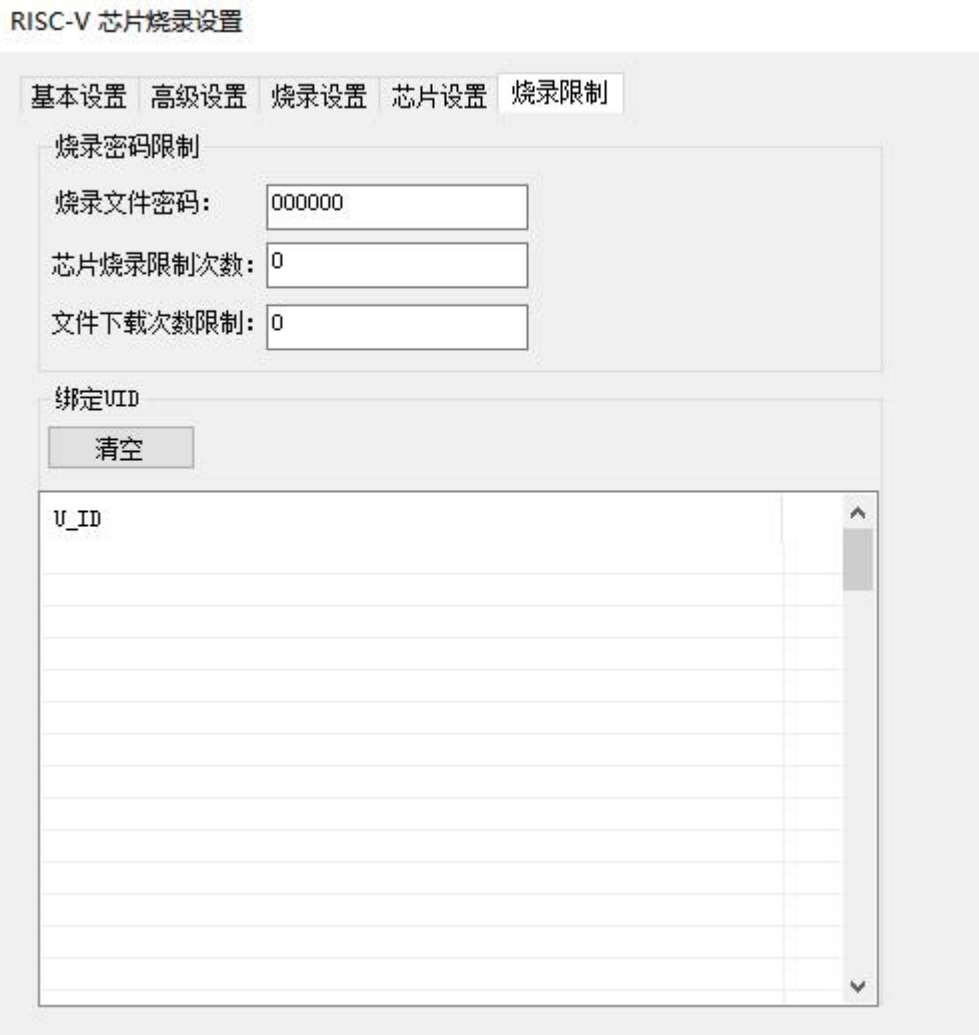 RISC-V 芯片烧录设置
基本设置 高级设置 烧录设置 芯片设置 烧录限制
烧录密码限制
烧录文件密码: 000000
芯片烧录限制次数: 0
文件下载次数限制: 0
绑定UID
清空
U_ID